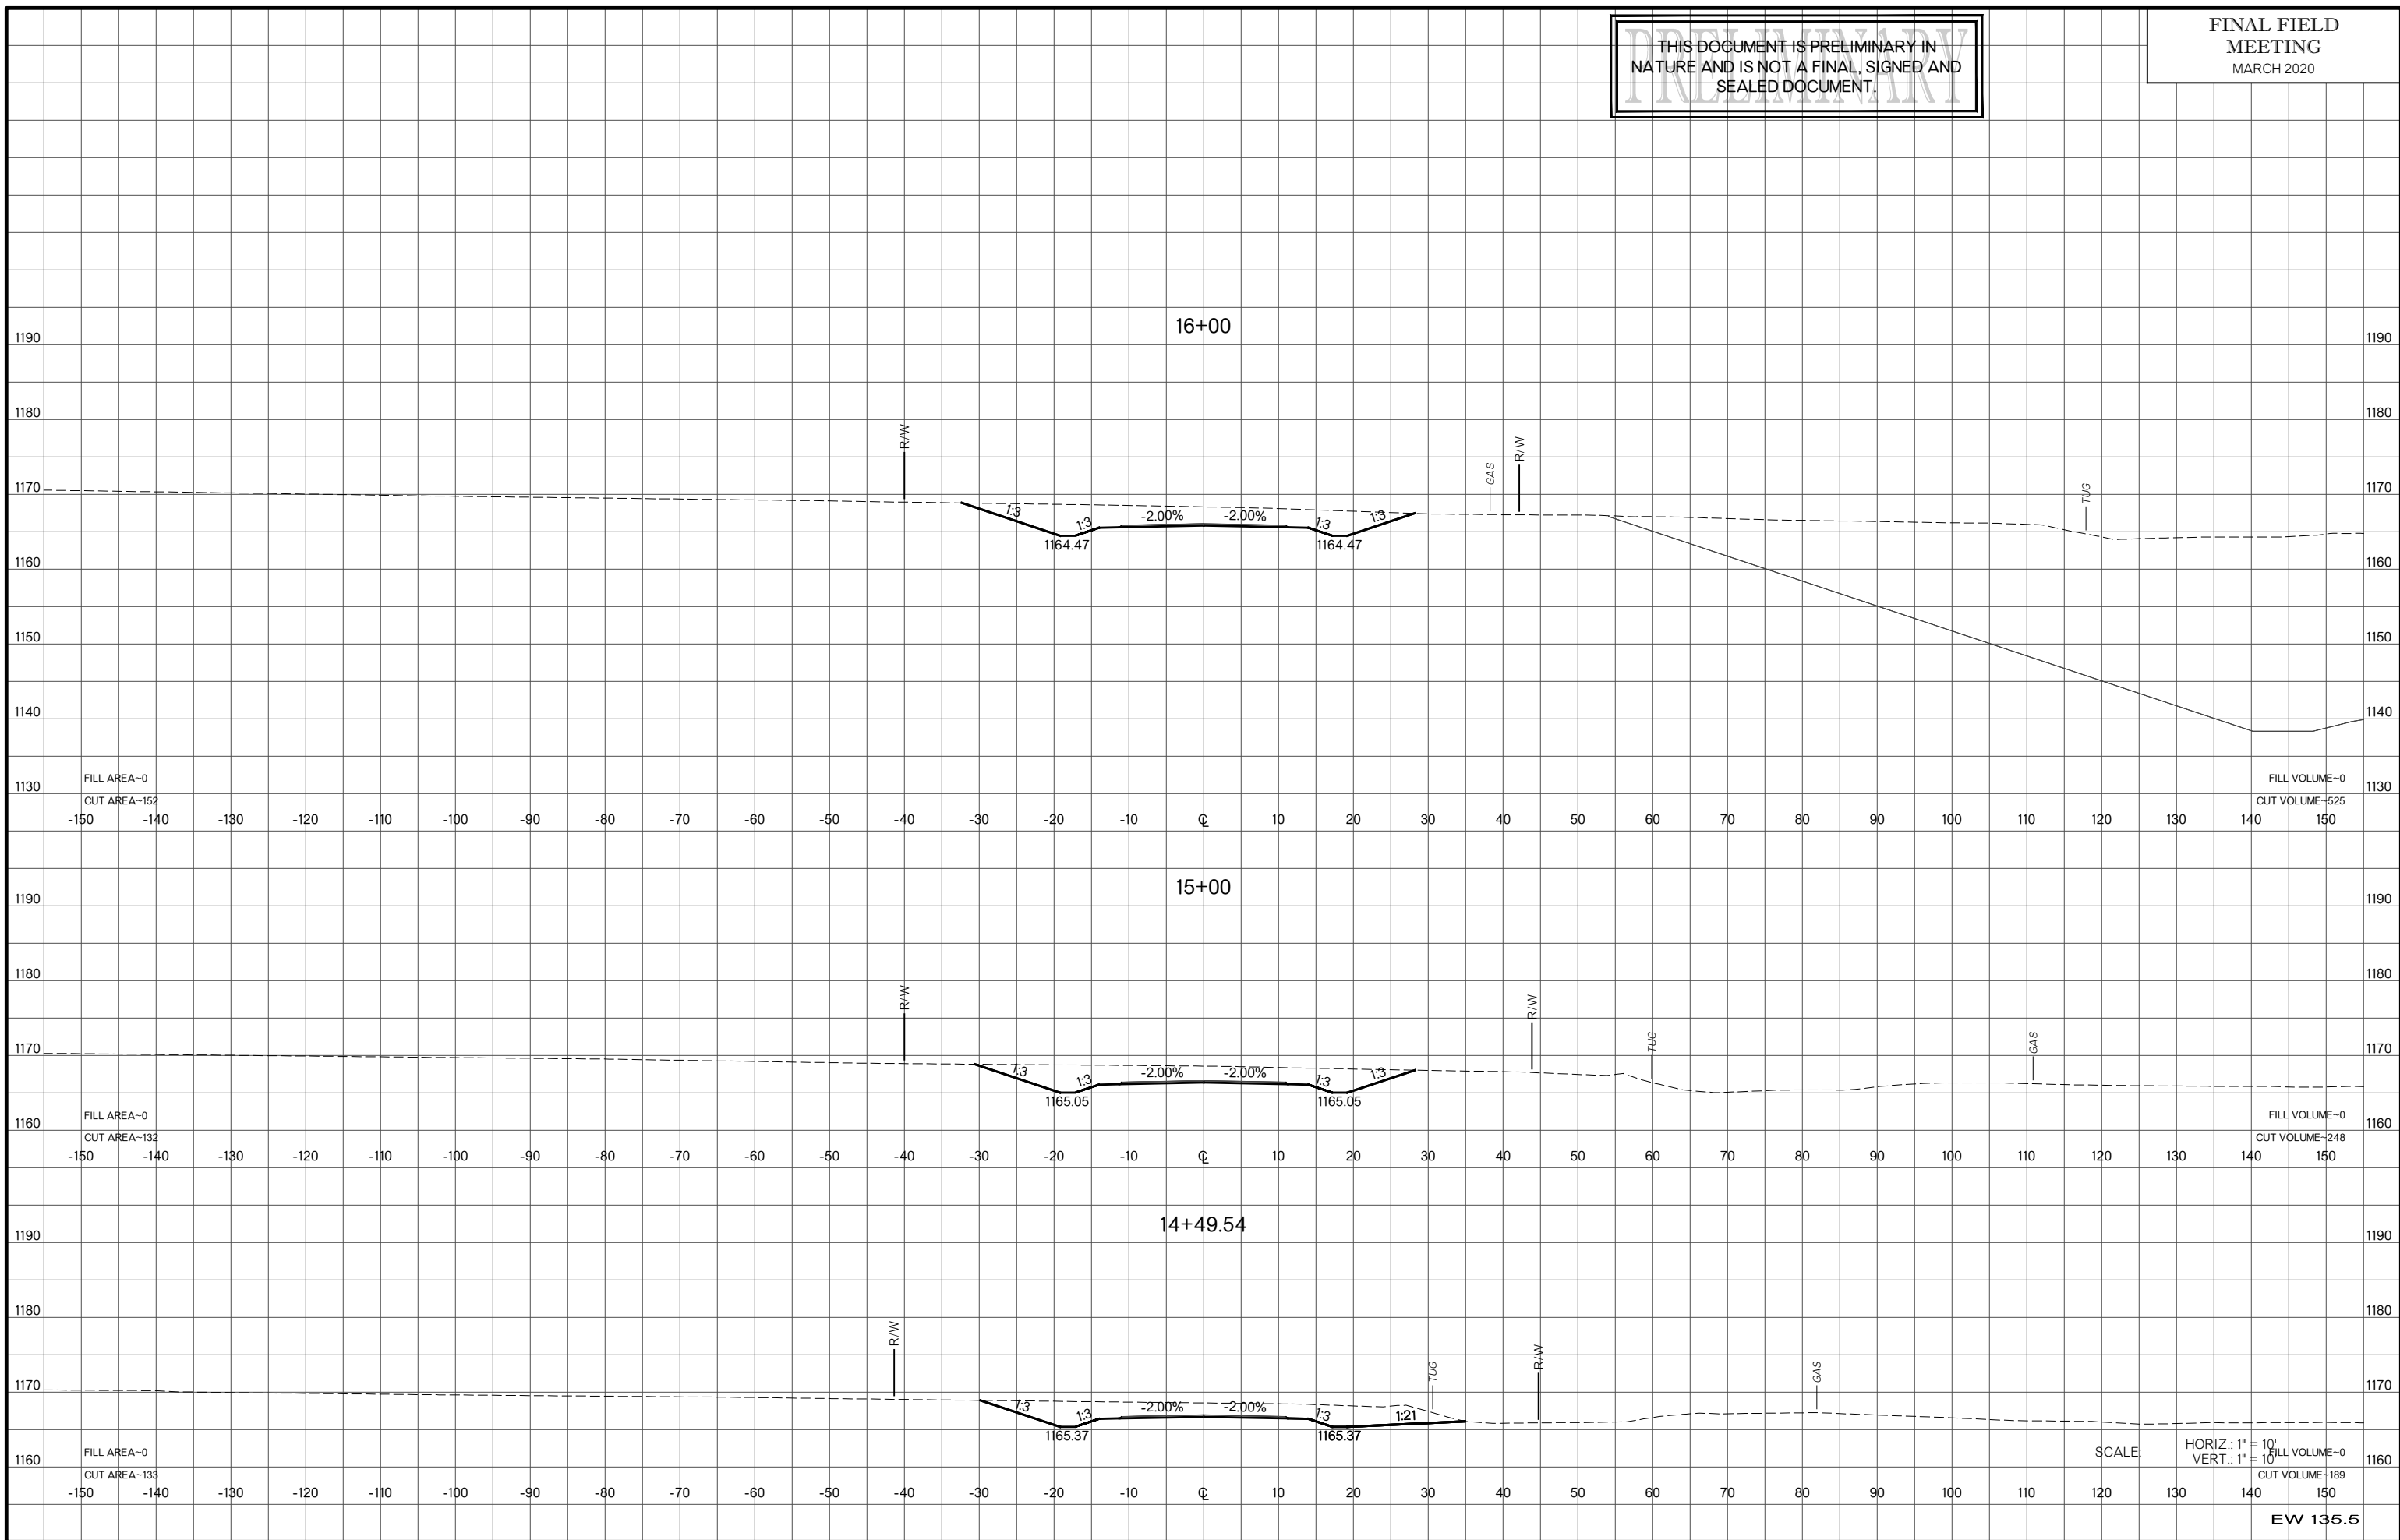 PRELIMINARY
THIS DOCUMENT IS PRELIMINARY IN
NATURE AND IS NOT A FINAL, SIGNED AND
SEALED DOCUMENT.
FINAL FIELD
MEETING
MARCH 2020
16+00
1190 1190
1180 1180
R/W GAS R/W TUG
1170 1170
1:3 1:3 -2.00% -2.00% 1:3 1:3
1164.47 1164.47
1160 1160
1150 1150
1140 1140
FILL AREA~0 FILL VOLUME~0
1130 1130
CUT AREA~152 CUT VOLUME~525
-150 -140 -130 -120 -110 -100 -90 -80 -70 -60 -50 -40 -30 -20 -10 ℄ 10 20 30 40 50 60 70 80 90 100 110 120 130 140 150
15+00
1190 1190
1180 1180
R/W R/W TUG GAS
1170 1170
1:3 1:3 -2.00% -2.00% 1:3 1:3
1165.05 1165.05
FILL AREA~0 FILL VOLUME~0
1160 1160
CUT AREA~132 CUT VOLUME~248
-150 -140 -130 -120 -110 -100 -90 -80 -70 -60 -50 -40 -30 -20 -10 ℄ 10 20 30 40 50 60 70 80 90 100 110 120 130 140 150
14+49.54
1190 1190
1180 1180
R/W TUG R/W GAS
1170 1170
1:3 1:3 -2.00% -2.00% 1:3 1:21
1165.37 1165.37
SCALE: HORIZ.: 1" = 10'
VERT.: 1" = 10'
FILL AREA~0 FILL VOLUME~0
1160 1160
CUT AREA~133 CUT VOLUME~189
-150 -140 -130 -120 -110 -100 -90 -80 -70 -60 -50 -40 -30 -20 -10 ℄ 10 20 30 40 50 60 70 80 90 100 110 120 130 140 150
EW 135.5